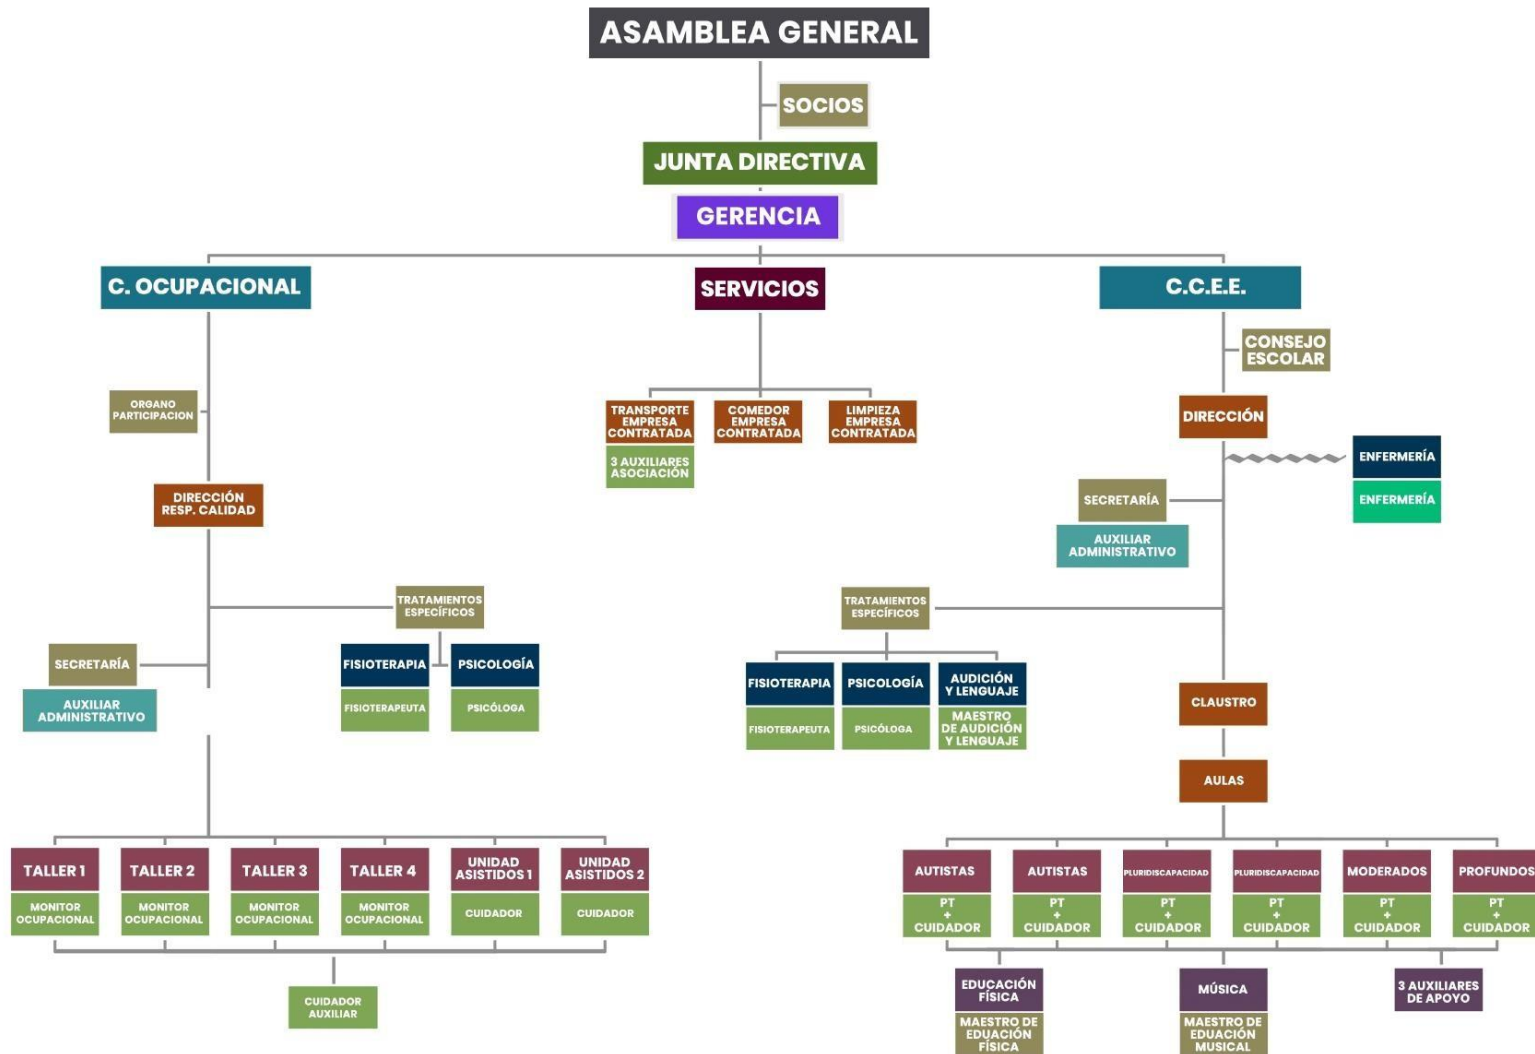 ASAMBLEA GENERAL
SOCIOS
JUNTA DIRECTIVA
GERENCIA
C. OCUPACIONAL
SERVICIOS
C.C.E.E.
CONSEJO
ESCOLAR
ORGANO
PARTICIPACION
TRANSPORTE
EMPRESA
CONTRATADA
COMEDOR
EMPRESA
CONTRATADA
LIMPIEZA
EMPRESA
CONTRATADA
3 AUXILIARES
ASOCIACIÓN
DIRECCIÓN
ENFERMERÍA
ENFERMERÍA
DIRECCIÓN
RESP. CALIDAD
SECRETARÍA
AUXILIAR
ADMINISTRATIVO
TRATAMIENTOS
ESPECÍFICOS
TRATAMIENTOS
ESPECÍFICOS
SECRETARÍA
AUXILIAR
ADMINISTRATIVO
FISIOTERAPIA
PSICOLOGÍA
FISIOTERAPEUTA
PSICÓLOGA
FISIOTERAPIA
PSICOLOGÍA
AUDICIÓN
Y LENGUAJE
FISIOTERAPEUTA
PSICÓLOGA
MAESTRO
DE AUDICIÓN
Y LENGUAJE
CLAUSTRO
AULAS
TALLER 1
TALLER 2
TALLER 3
TALLER 4
UNIDAD
ASISTIDOS 1
UNIDAD
ASISTIDOS 2
MONITOR
OCUPACIONAL
MONITOR
OCUPACIONAL
MONITOR
OCUPACIONAL
MONITOR
OCUPACIONAL
CUIDADOR
CUIDADOR
CUIDADOR
AUXILIAR
AUTISTAS
AUTISTAS
PLURIDISCAPACIDAD
PLURIDISCAPACIDAD
MODERADOS
PROFUNDOS
PT
+
CUIDADOR
PT
+
CUIDADOR
PT
+
CUIDADOR
PT
+
CUIDADOR
PT
+
CUIDADOR
PT
+
CUIDADOR
EDUCACIÓN
FÍSICA
MAESTRO DE
EDUACIÓN
FÍSICA
MÚSICA
MAESTRO DE
EDUACIÓN
MUSICAL
3 AUXILIARES
DE APOYO